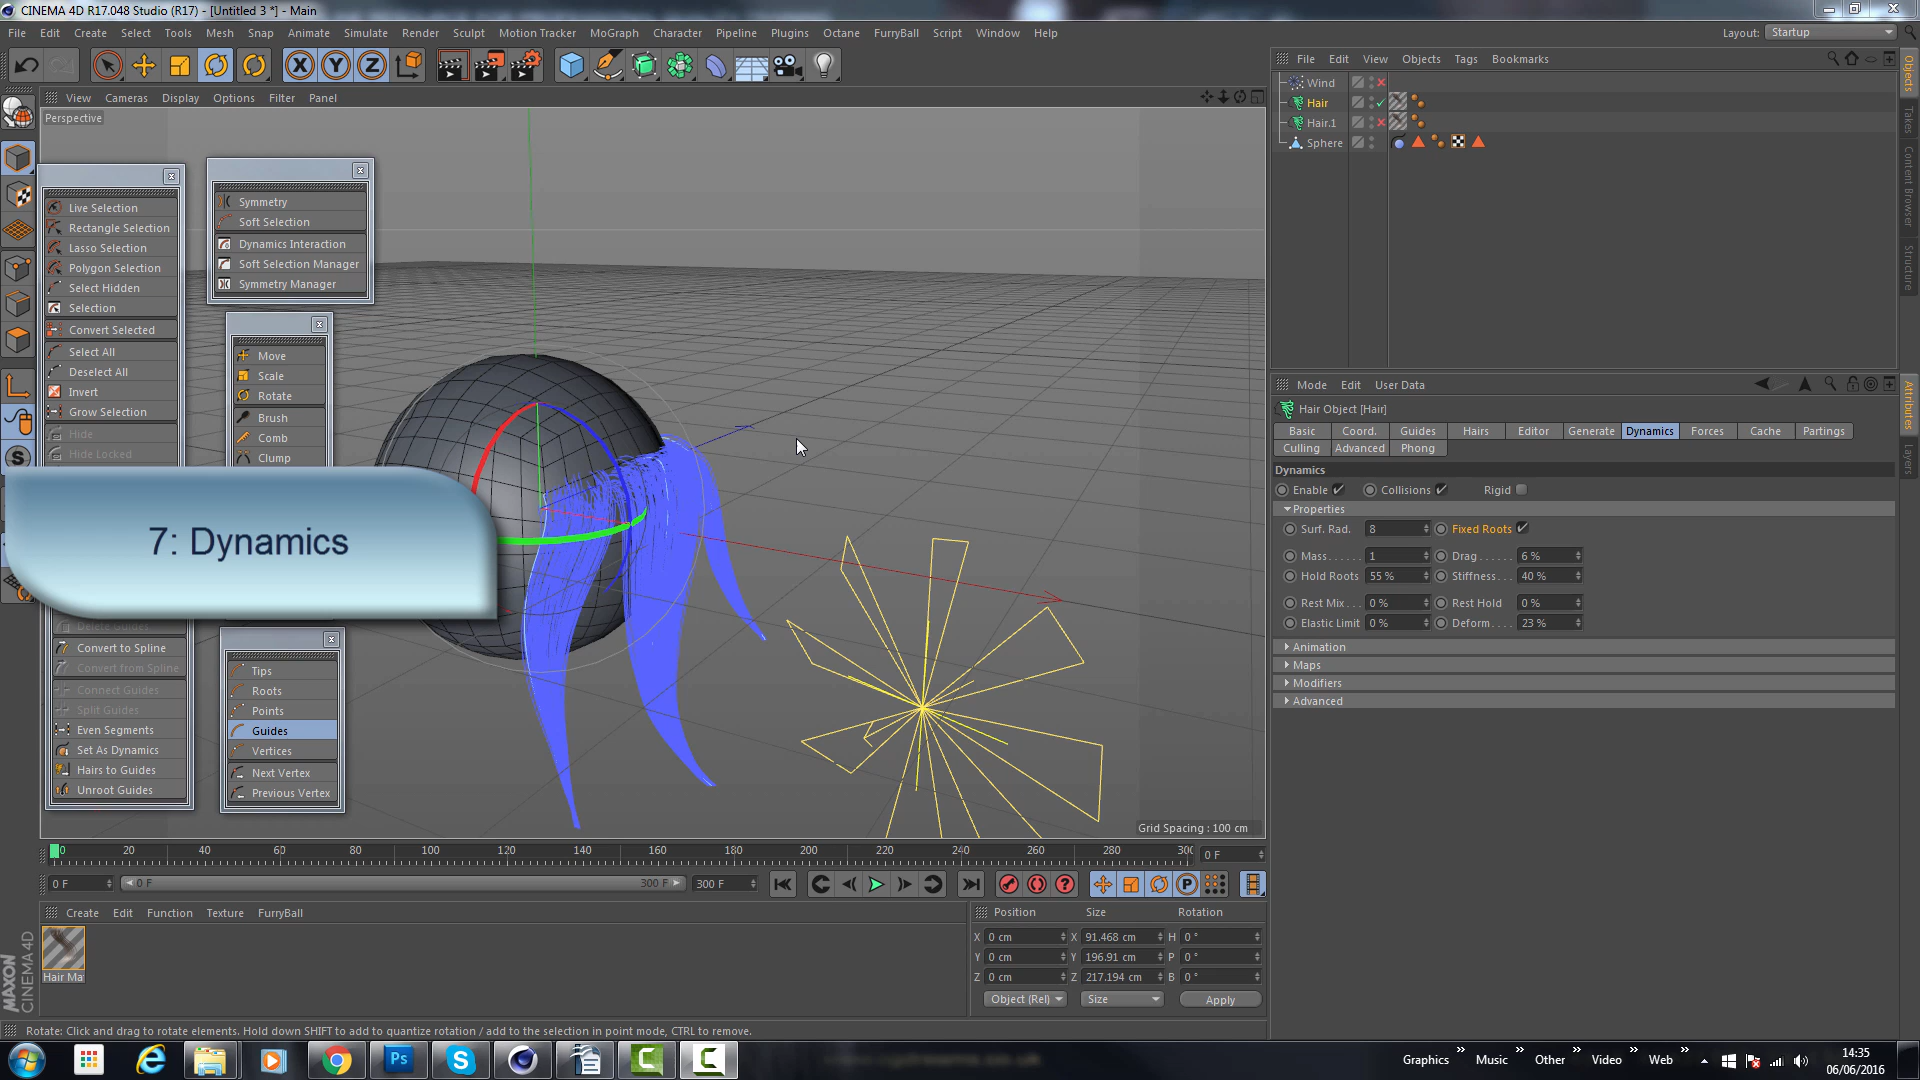 CINEMA 4D R17.048 Studio (R17) - [Untitled 3 *] - Main
File Edit Create Select Tools Mesh Snap Animate Simulate Render Sculpt Motion Tracker MoGraph Character Pipeline Plugins Octane FurryBall Script Window Help Layout: Startup
File Edit View Objects Tags Bookmarks
View Cameras Display Options Filter Panel
Perspective
Wind
Hair
Hair.1
Sphere
Objects
Takes
Content Browser
Structure
Live Selection
Rectangle Selection
Lasso Selection
Polygon Selection
Select Hidden
Selection
Convert Selected
Select All
Deselect All
Invert
Grow Selection
Hide
Hide Locked
Symmetry
Soft Selection
Dynamics Interaction
Soft Selection Manager
Symmetry Manager
Move
Scale
Rotate
Brush
Comb
Clump
7: Dynamics
Delete Guides
Convert to Spline
Convert from Spline
Connect Guides
Split Guides
Even Segments
Set As Dynamics
Hairs to Guides
Unroot Guides
Tips
Roots
Points
Guides
Vertices
Next Vertex
Previous Vertex
Grid Spacing : 100 cm
Mode Edit User Data
Attributes
Layers
Hair Object [Hair]
Basic Coord. Guides Hairs Editor Generate Dynamics Forces Cache Partings
Culling Advanced Phong
Dynamics
Enable Collisions Rigid
Properties
Surf. Rad. 8 Fixed Roots
Mass 1 Drag 6 %
Hold Roots 55 % Stiffness 40 %
Rest Mix 0 % Rest Hold 0 %
Elastic Limit 0 % Deform 23 %
Animation
Maps
Modifiers
Advanced
0 20 40 60 80 100 120 140 160 180 200 220 240 260 280 300 0 F
0 F 0 F 300 F 300 F
Create Edit Function Texture FurryBall
Hair Ma
MAXON CINEMA 4D
Position Size Rotation
X 0 cm X 91.468 cm H 0 °
Y 0 cm Y 196.91 cm P 0 °
Z 0 cm Z 217.194 cm B 0 °
Object (Rel) Size Apply
Rotate: Click and drag to rotate elements. Hold down SHIFT to add to quantize rotation / add to the selection in point mode, CTRL to remove.
Graphics Music Other Video Web
14:35
06/06/2016